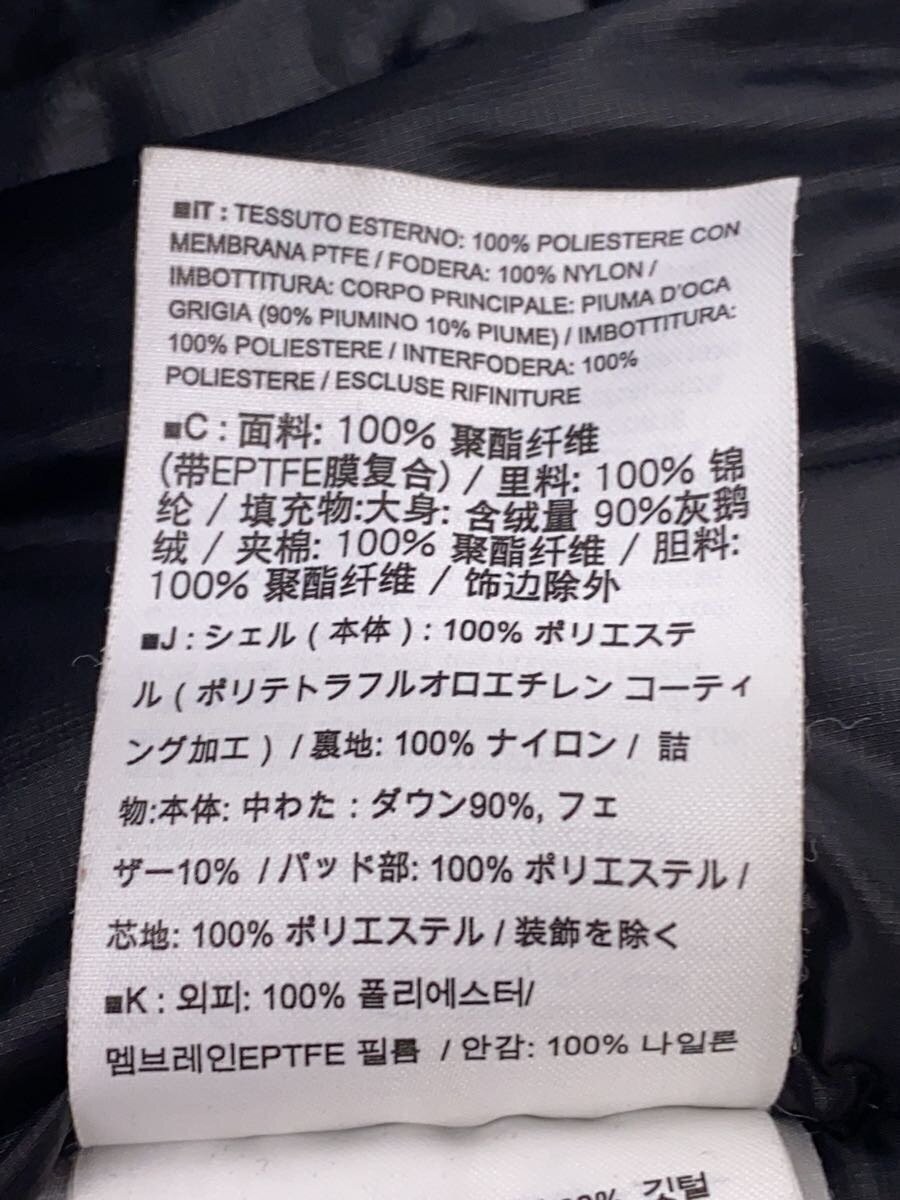 ■IT : TESSUTO ESTERNO: 100% POLIESTERE CON
MEMBRANA PTFE / FODERA: 100% NYLON /
IMBOTTITURA: CORPO PRINCIPALE: PIUMA D'OCA
GRIGIA (90% PIUMINO 10% PIUME) / IMBOTTITURA:
100% POLIESTERE / INTERFODERA: 100%
POLIESTERE / ESCLUSE RIFINITURE
■C : 面料: 100% 聚酯纤维
(带EPTFE膜复合) / 里料: 100% 锦
纶 / 填充物:大身: 含绒量 90%灰鹅
绒 / 夹棉: 100% 聚酯纤维 / 胆料:
100% 聚酯纤维 / 饰边除外
■J : シェル ( 本体 ) : 100% ポリエステ
ル ( ポリテトラフルオロエチレン コーティ
ング加工 ) / 裏地: 100% ナイロン / 詰
物:本体: 中わた : ダウン90%, フェ
ザー10% / パッド部: 100% ポリエステル /
芯地: 100% ポリエステル / 装飾を除く
■K : 외피: 100% 폴리에스터/
멤브레인EPTFE 필름 / 안감: 100% 나일론
깃털